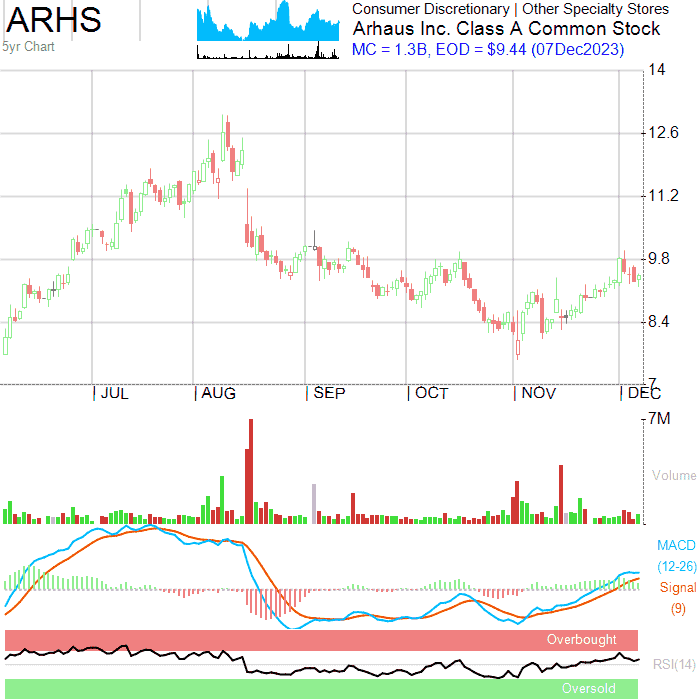 ARHS
5yr Chart
Consumer Discretionary | Other Specialty Stores
Arhaus Inc. Class A Common Stock
MC = 1.3B, EOD = $9.44 (07Dec2023)
14
12.6
11.2
9.8
8.4
7
JUL AUG SEP OCT NOV DEC
7M
Volume
MACD
(12-26)
Signal
(9)
Overbought
RSI(14)
Oversold